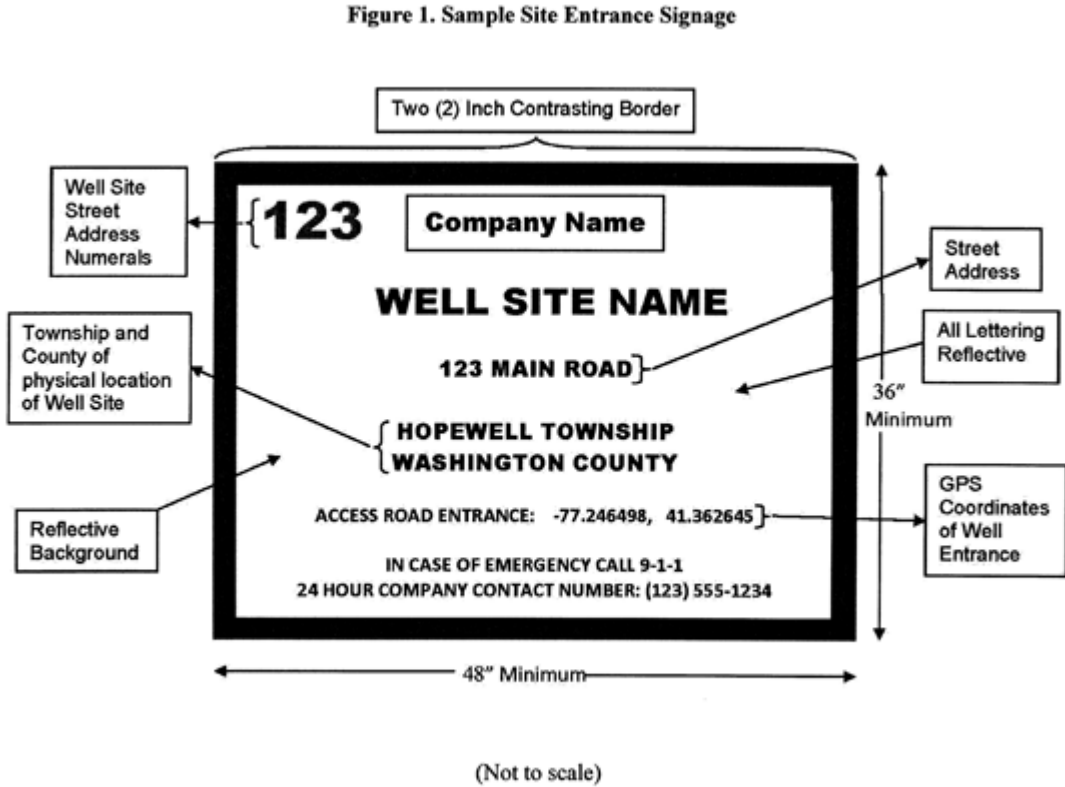 Figure 1. Sample Site Entrance Signage
Two (2) Inch Contrasting Border
Well Site
Street
Address
Numerals
123
Company Name
Street
Address
WELL SITE NAME
Township and
County of
physical location
of Well Site
All Lettering
Reflective
123 MAIN ROAD
36″
Minimum
HOPEWELL TOWNSHIP
WASHINGTON COUNTY
Reflective
Background
ACCESS ROAD ENTRANCE: -77.246498, 41.362645
GPS
Coordinates
of Well
Entrance
IN CASE OF EMERGENCY CALL 9-1-1
24 HOUR COMPANY CONTACT NUMBER: (123) 555-1234
48″ Minimum
(Not to scale)